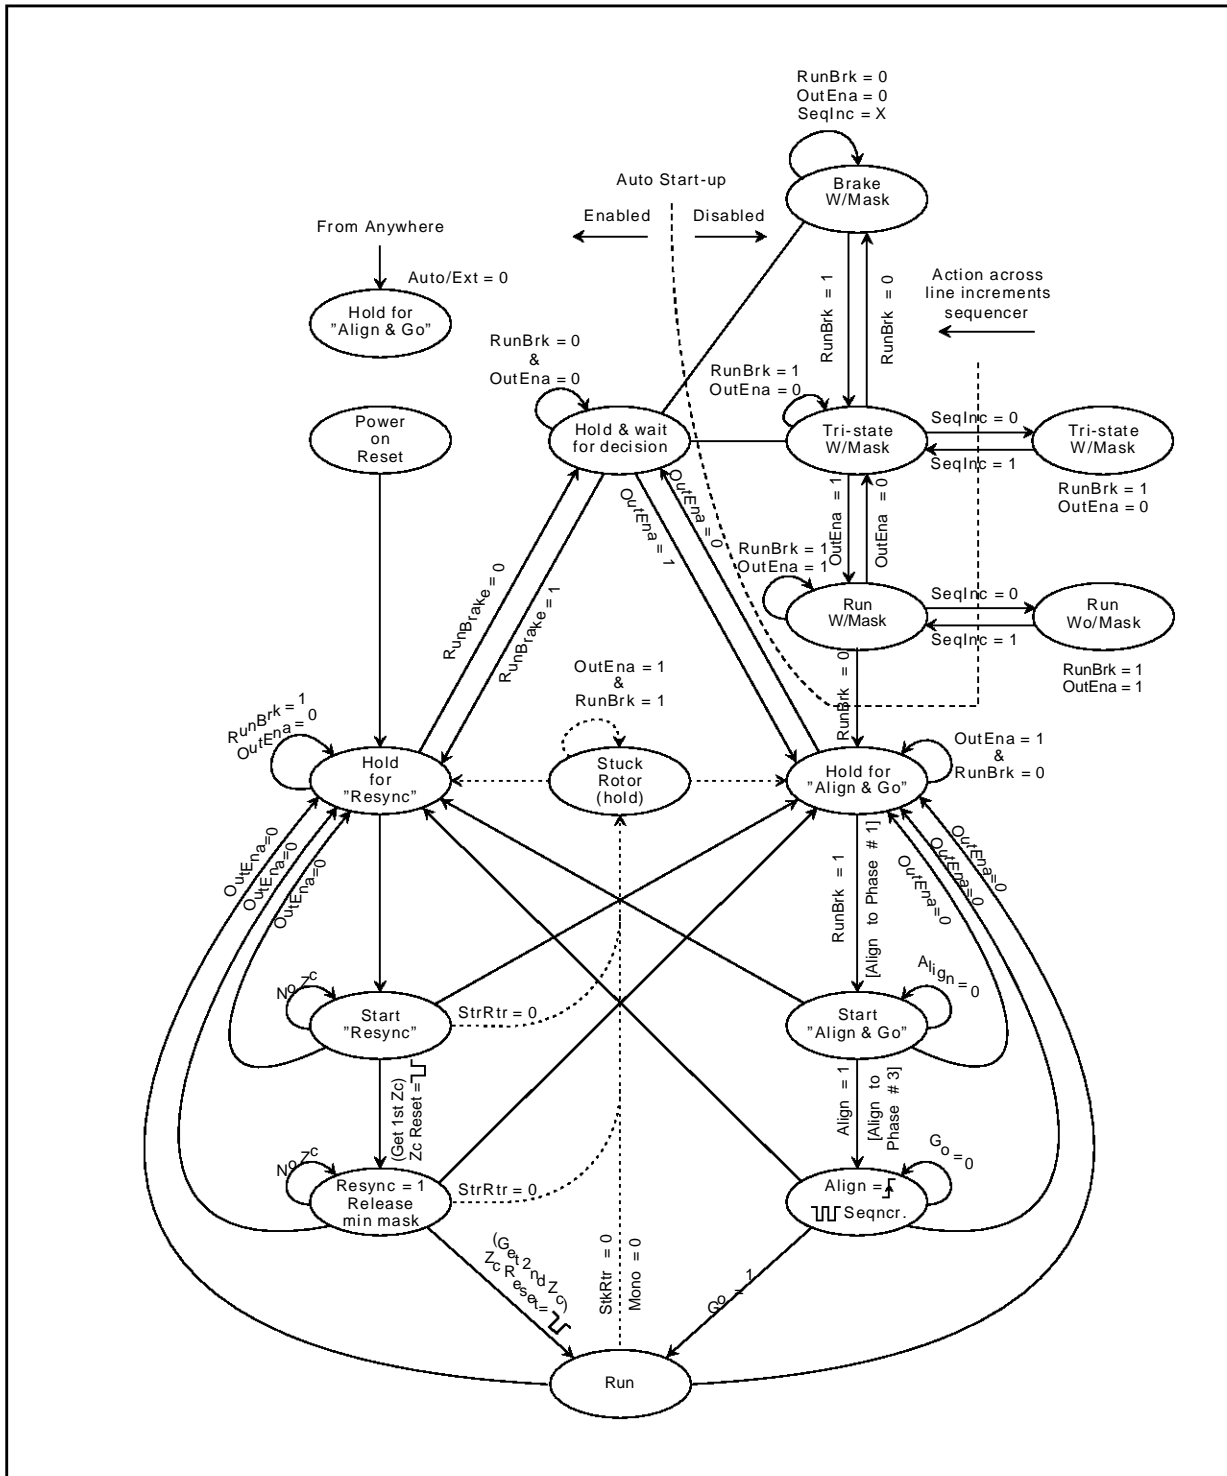 RunBrk = 0
OutEna = 0
SeqInc = X
Brake
W/Mask
Auto Start-up
Enabled
Disabled
From Anywhere
Auto/Ext = 0
Hold for
"Align & Go"
RunBrk = 1
RunBrk = 0
Action across
line increments
sequencer
RunBrk = 0
&
OutEna = 0
RunBrk = 1
OutEna = 0
Power
on
Reset
Hold & wait
for decision
Tri-state
W/Mask
SeqInc = 0
SeqInc = 1
Tri-state
W/Mask
RunBrk = 1
OutEna = 0
OutEna = 1
OutEna = 0
OutEna = 1
OutEna = 0
RunBrk = 1
OutEna = 1
Run
W/Mask
SeqInc = 0
SeqInc = 1
Run
Wo/Mask
RunBrk = 1
OutEna = 1
RunBrake = 0
RunBrake = 1
RunBrk = 0
OutEna = 1
&
RunBrk = 1
RunBrk = 1
OutEna = 0
Hold
for
"Resync"
Stuck
Rotor
(hold)
Hold for
"Align & Go"
OutEna = 1
&
RunBrk = 0
OutEna=0
OutEna=0
OutEna=0
RunBrk = 1
[Align to Phase # 1]
OutEna=0
OutEna=0
OutEna=0
No Zc
Start
"Resync"
StrRtr = 0
Start
"Align & Go"
Align = 0
(Get 1st Zc)
Zc Reset =
Align = 1
[Align to
Phase # 3]
No Zc
Resync = 1
Release
min mask
StrRtr = 0
Align =
Seqncr.
Go = 0
(Get 2nd Zc)
Zc Reset=
StkRtr = 0
Mono = 0
Go = 1
Run